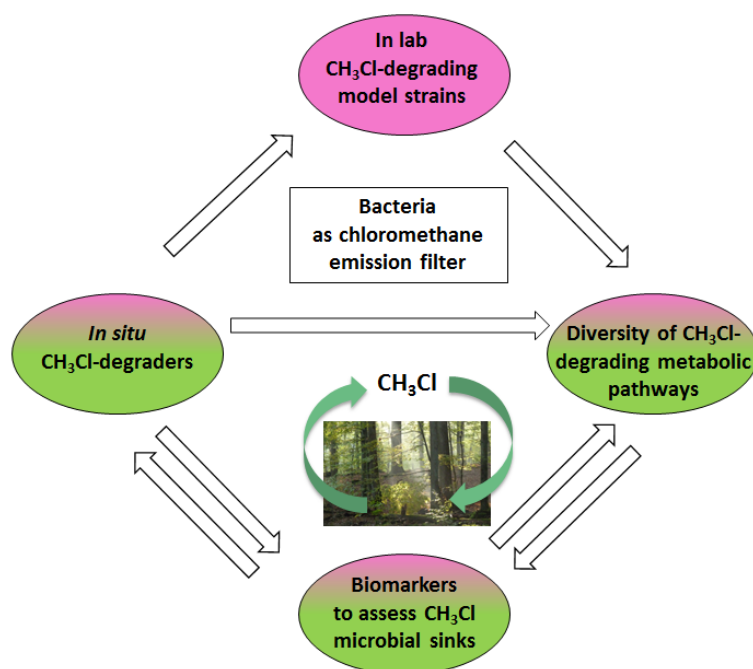 In lab
CH₃Cl-degrading
model strains
Bacteria
as chloromethane
emission filter
In situ
CH₃Cl-degraders
Diversity of CH₃Cl-
degrading metabolic
pathways
CH₃Cl
Biomarkers
to assess CH₃Cl
microbial sinks